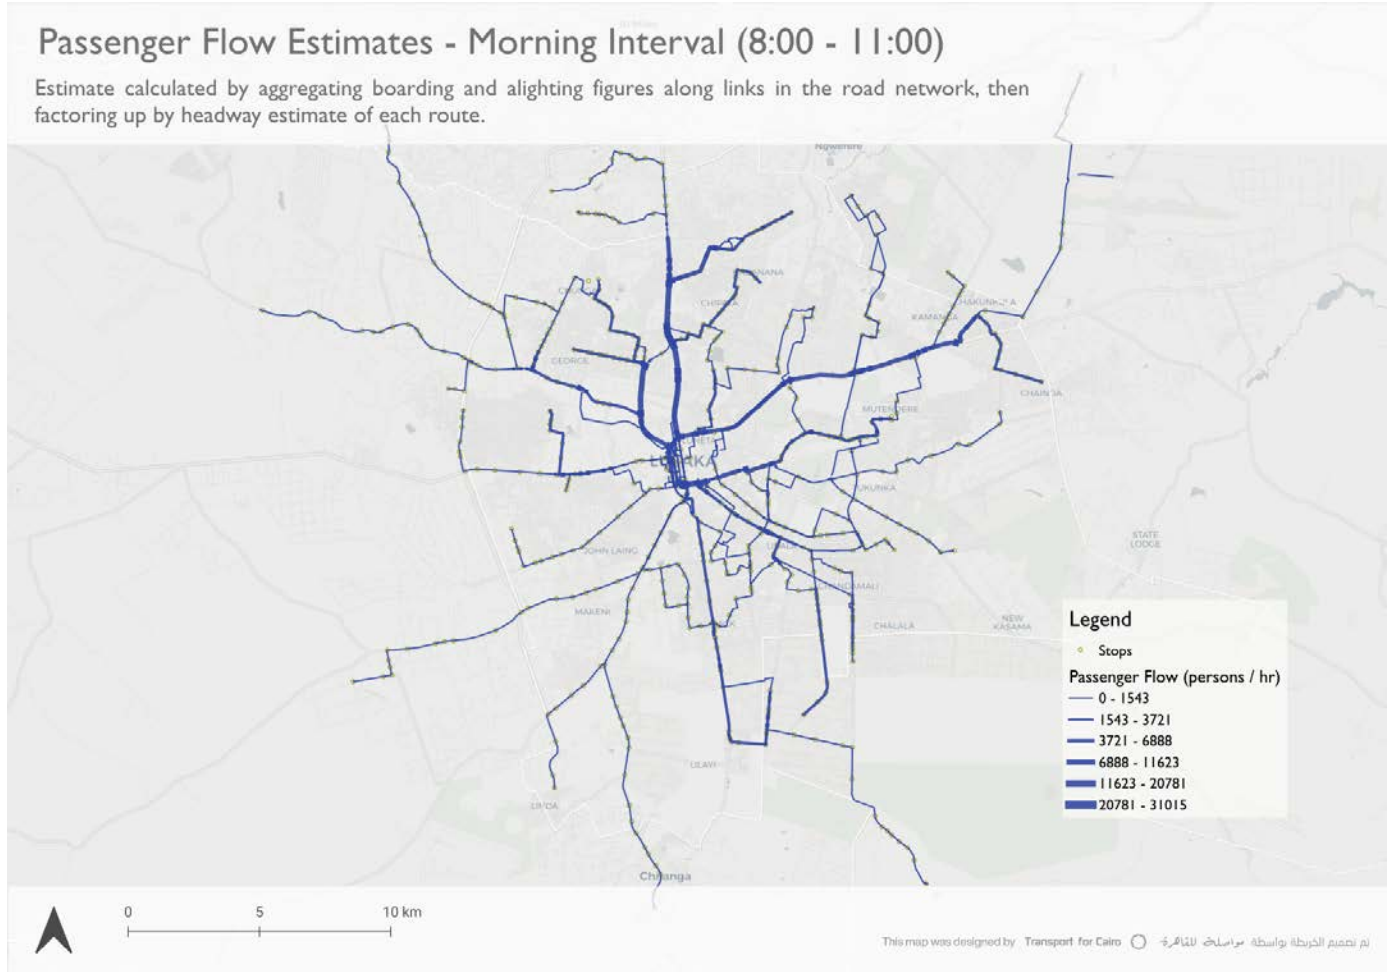 Passenger Flow Estimates - Morning Interval (8:00 - 11:00)
Estimate calculated by aggregating boarding and alighting figures along links in the road network, then
factoring up by headway estimate of each route.
Ngwerere
GEORGE
KAMANGA
CHAINDA
MUTENDERE
LUSAKA
STATE
LODGE
JOHN LAING
MAKENI
CHALALA
NEW
KASAMA
LILAYI
LINDA
Chilanga
Legend
Stops
Passenger Flow (persons / hr)
0 - 1543
1543 - 3721
3721 - 6888
6888 - 11623
11623 - 20781
20781 - 31015
0 5 10 km
This map was designed by Transport for Cairo
تم تصميم الخريطة بواسطة مواصلة للقاهرة